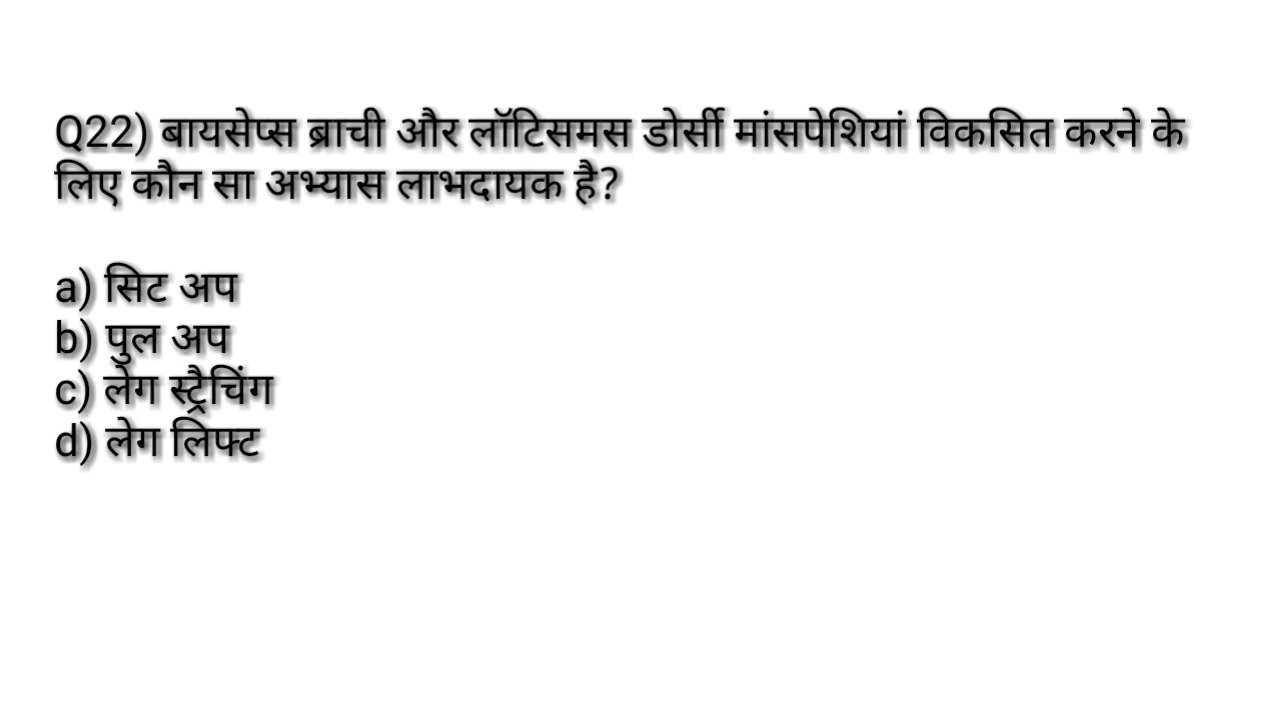 Q22) बायसेप्स ब्राची और लॉटिसमस डोर्सी मांसपेशियां विकसित करने के
लिए कौन सा अभ्यास लाभदायक है?
a) सिट अप
b) पुल अप
c) लेग स्ट्रैचिंग
d) लेग लिफ्ट